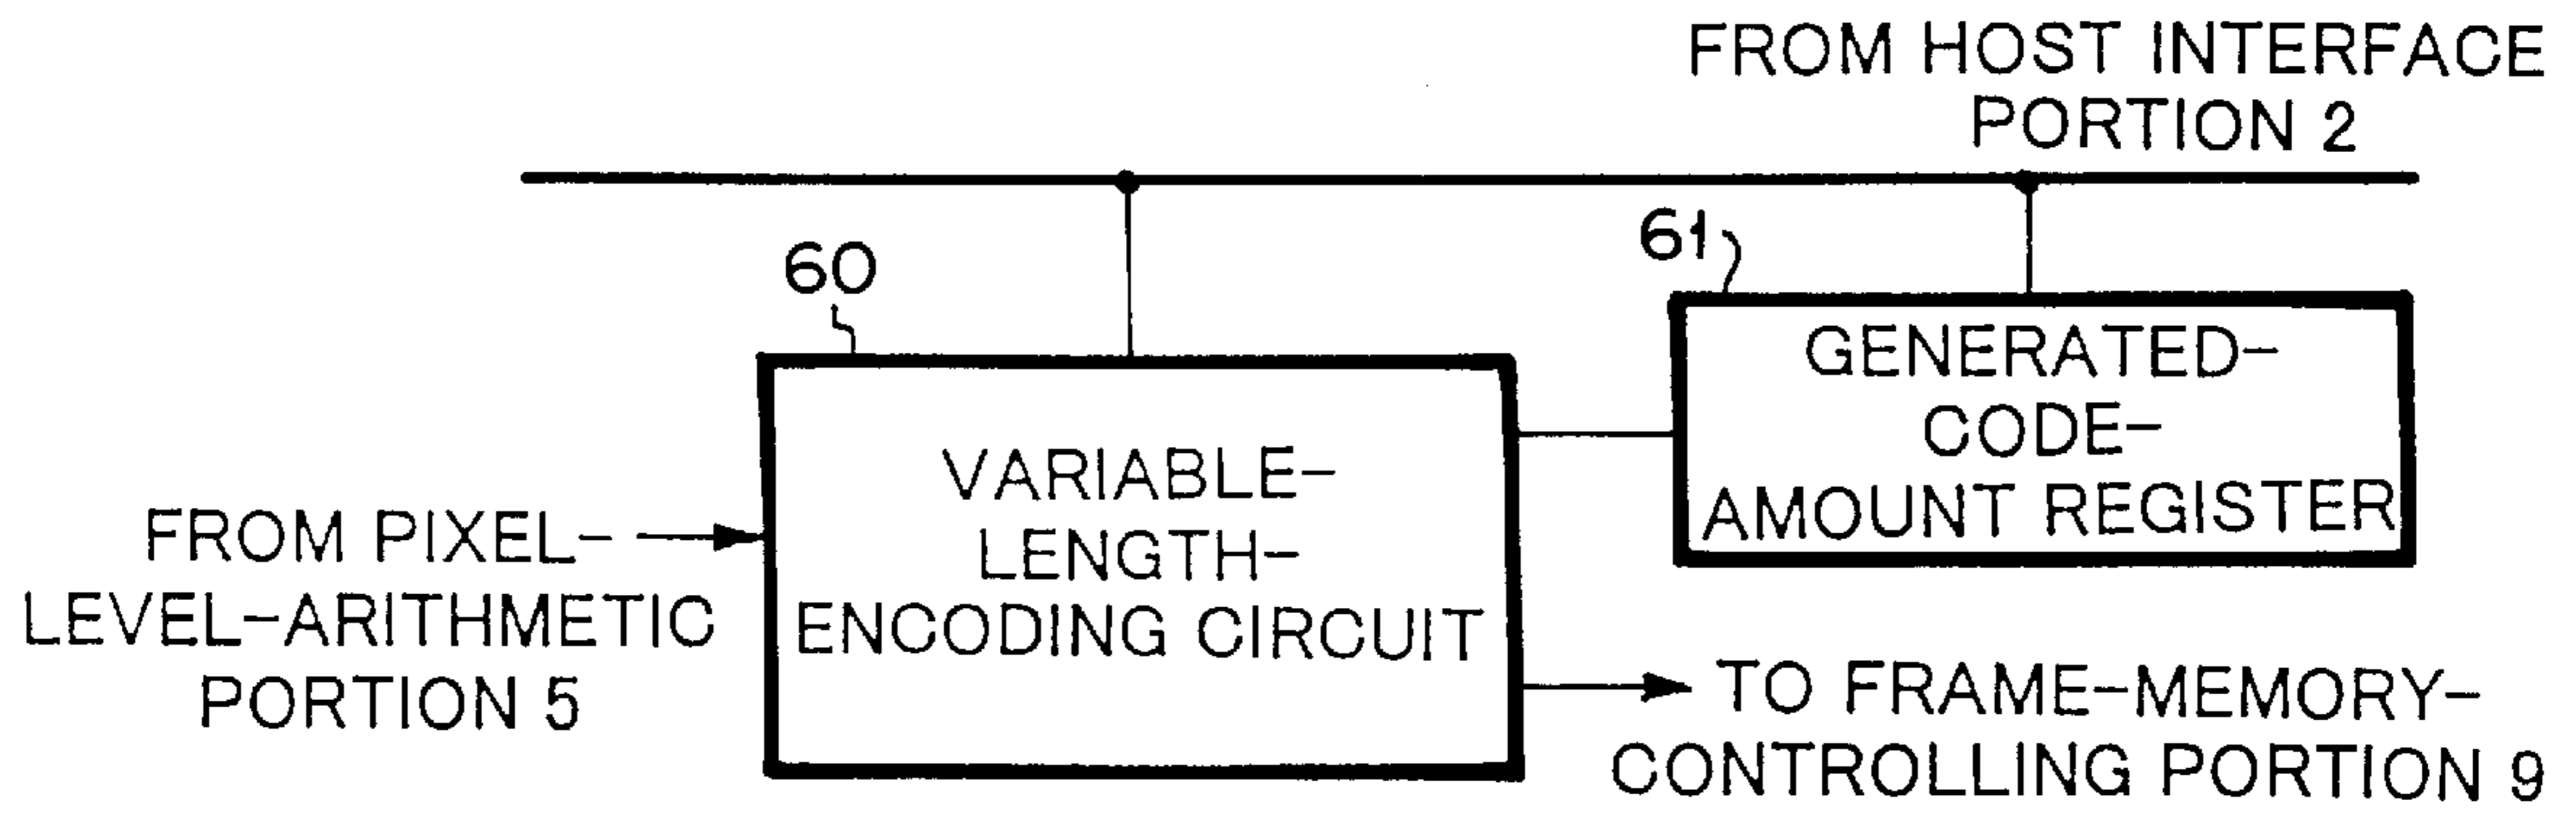 FROM HOST INTERFACE
PORTION 2
61
60
GENERATED-
CODE-
AMOUNT REGISTER
VARIABLE-
LENGTH-
ENCODING CIRCUIT
FROM PIXEL-
LEVEL-ARITHMETIC
PORTION 5
TO FRAME-MEMORY-
CONTROLLING PORTION 9